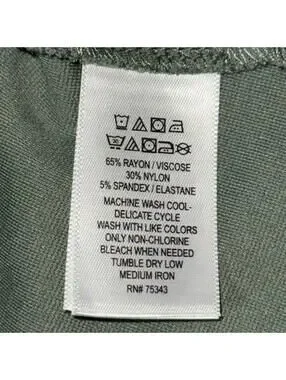 65% RAYON / VISCOSE
30% NYLON
5% SPANDEX / ELASTANE
MACHINE WASH COOL-
DELICATE CYCLE
WASH WITH LIKE COLORS
ONLY NON-CHLORINE
BLEACH WHEN NEEDED
TUMBLE DRY LOW
MEDIUM IRON
RN# 75343